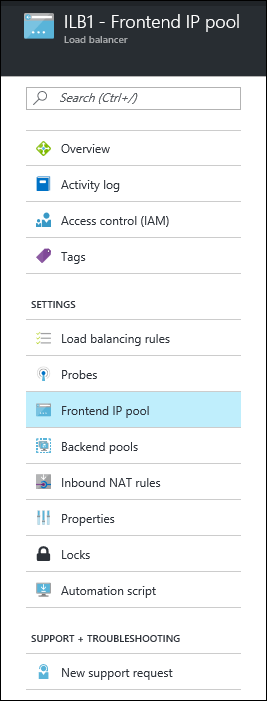 ILB1 - Frontend IP pool
Load balancer
Search (Ctrl+/)
Overview
Activity log
Access control (IAM)
Tags
SETTINGS
Load balancing rules
Probes
Frontend IP pool
Backend pools
Inbound NAT rules
Properties
Locks
Automation script
SUPPORT + TROUBLESHOOTING
New support request